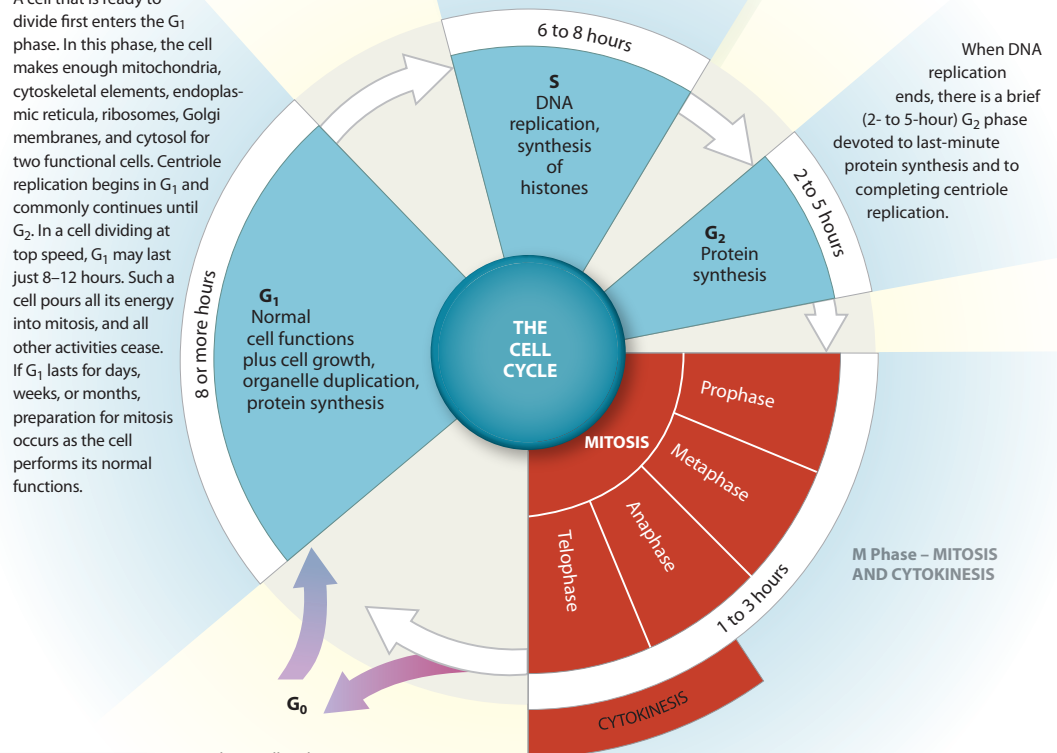 A cell that is ready to
divide first enters the G₁
phase. In this phase, the cell
makes enough mitochondria,
cytoskeletal elements, endoplas-
mic reticula, ribosomes, Golgi
membranes, and cytosol for
two functional cells. Centriole
replication begins in G₁ and
commonly continues until
G₂. In a cell dividing at
top speed, G₁ may last
just 8–12 hours. Such a
cell pours all its energy
into mitosis, and all
other activities cease.
If G₁ lasts for days,
weeks, or months,
preparation for mitosis
occurs as the cell
performs its normal
functions.
6 to 8 hours
S
DNA
replication,
synthesis
of
histones
When DNA
replication
ends, there is a brief
(2- to 5-hour) G₂ phase
devoted to last-minute
protein synthesis and to
completing centriole
replication.
2 to 5 hours
G₂
Protein
synthesis
8 or more hours
G₁
Normal
cell functions
plus cell growth,
organelle duplication,
protein synthesis
THE
CELL
CYCLE
MITOSIS
Prophase
Metaphase
Anaphase
Telophase
1 to 3 hours
M Phase – MITOSIS
AND CYTOKINESIS
CYTOKINESIS
G₀